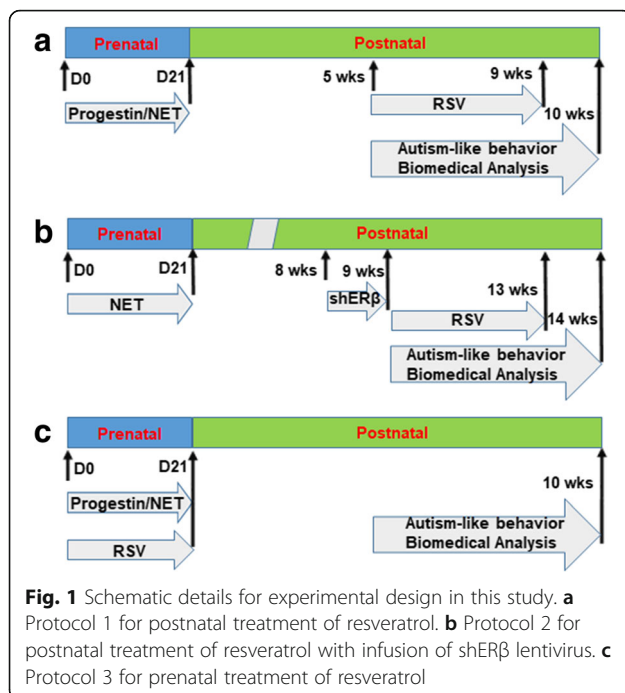 a
Prenatal Postnatal
D0 D21 5 wks 9 wks
Progestin/NET RSV 10 wks
Autism-like behavior
Biomedical Analysis
b
Prenatal Postnatal
D0 D21 8 wks 9 wks 13 wks
NET shERβ RSV 14 wks
Autism-like behavior
Biomedical Analysis
c
Prenatal Postnatal
D0 D21 10 wks
Progestin/NET
RSV
Autism-like behavior
Biomedical Analysis
Fig. 1 Schematic details for experimental design in this study. a
Protocol 1 for postnatal treatment of resveratrol. b Protocol 2 for
postnatal treatment of resveratrol with infusion of shERβ lentivirus. c
Protocol 3 for prenatal treatment of resveratrol